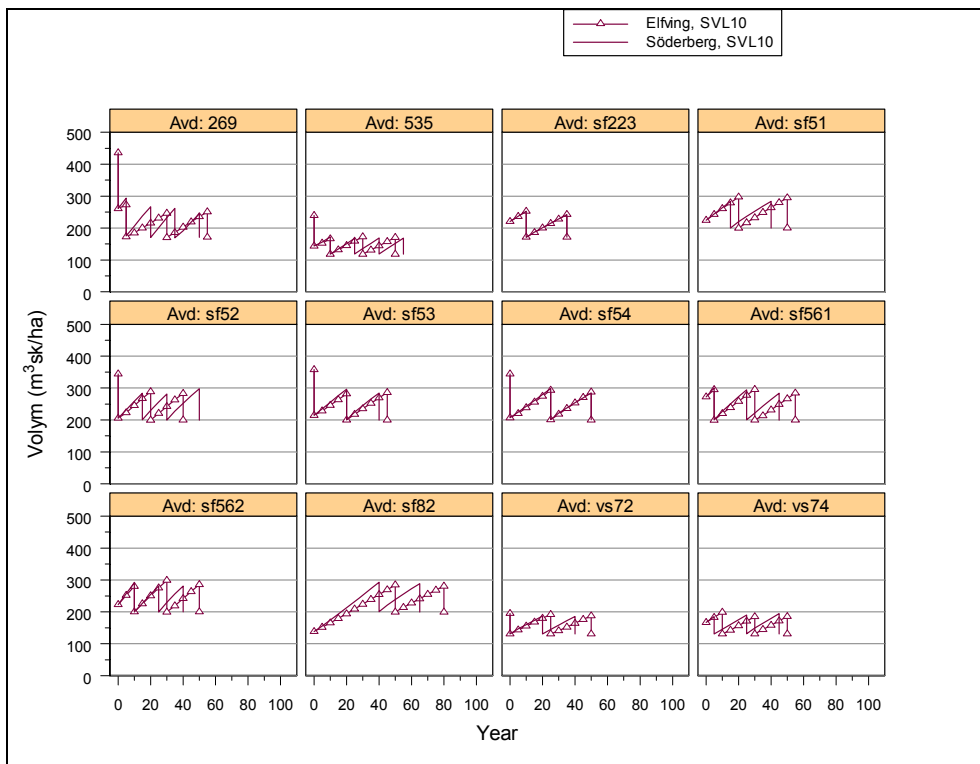 Elfving, SVL10
Söderberg, SVL10
Avd: 269
Avd: 535
Avd: sf223
Avd: sf51
500
400
300
200
100
0
Avd: sf52
Avd: sf53
Avd: sf54
Avd: sf561
500
400
300
200
100
0
Avd: sf562
Avd: sf82
Avd: vs72
Avd: vs74
500
400
300
200
100
0
0 20 40 60 80 100
0 20 40 60 80 100
0 20 40 60 80 100
0 20 40 60 80 100
Volym (m³sk/ha)
Year